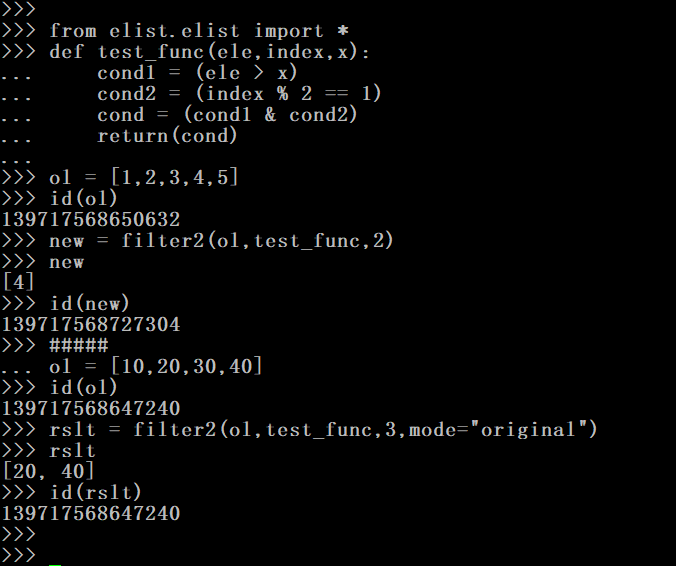 >>>
>>> from elist.elist import *
>>> def test_func(ele,index,x):
...     cond1 = (ele > x)
...     cond2 = (index % 2 == 1)
...     cond = (cond1 & cond2)
...     return(cond)
...
>>> ol = [1,2,3,4,5]
>>> id(ol)
139717568650632
>>> new = filter2(ol,test_func,2)
>>> new
[4]
>>> id(new)
139717568727304
>>> #####
... ol = [10,20,30,40]
>>> id(ol)
139717568647240
>>> rslt = filter2(ol,test_func,3,mode="original")
>>> rslt
[20, 40]
>>> id(rslt)
139717568647240
>>>
>>> _